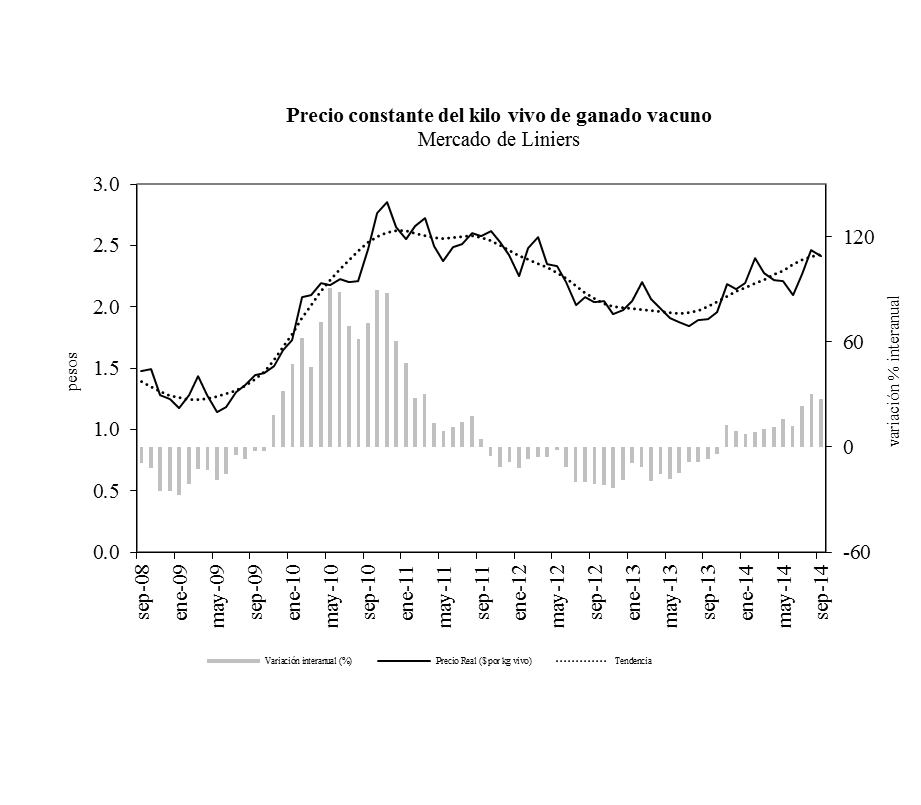 Precio constante del kilo vivo de ganado vacuno
Mercado de Liniers
3.0
2.5
2.0
1.5
1.0
0.5
0.0
pesos
120
60
0
-60
variación % interanual
sep-08
ene-09
may-09
sep-09
ene-10
may-10
sep-10
ene-11
may-11
sep-11
ene-12
may-12
sep-12
ene-13
may-13
sep-13
ene-14
may-14
sep-14
Variación interanual (%)
Precio Real ($ por kg vivo)
Tendencia